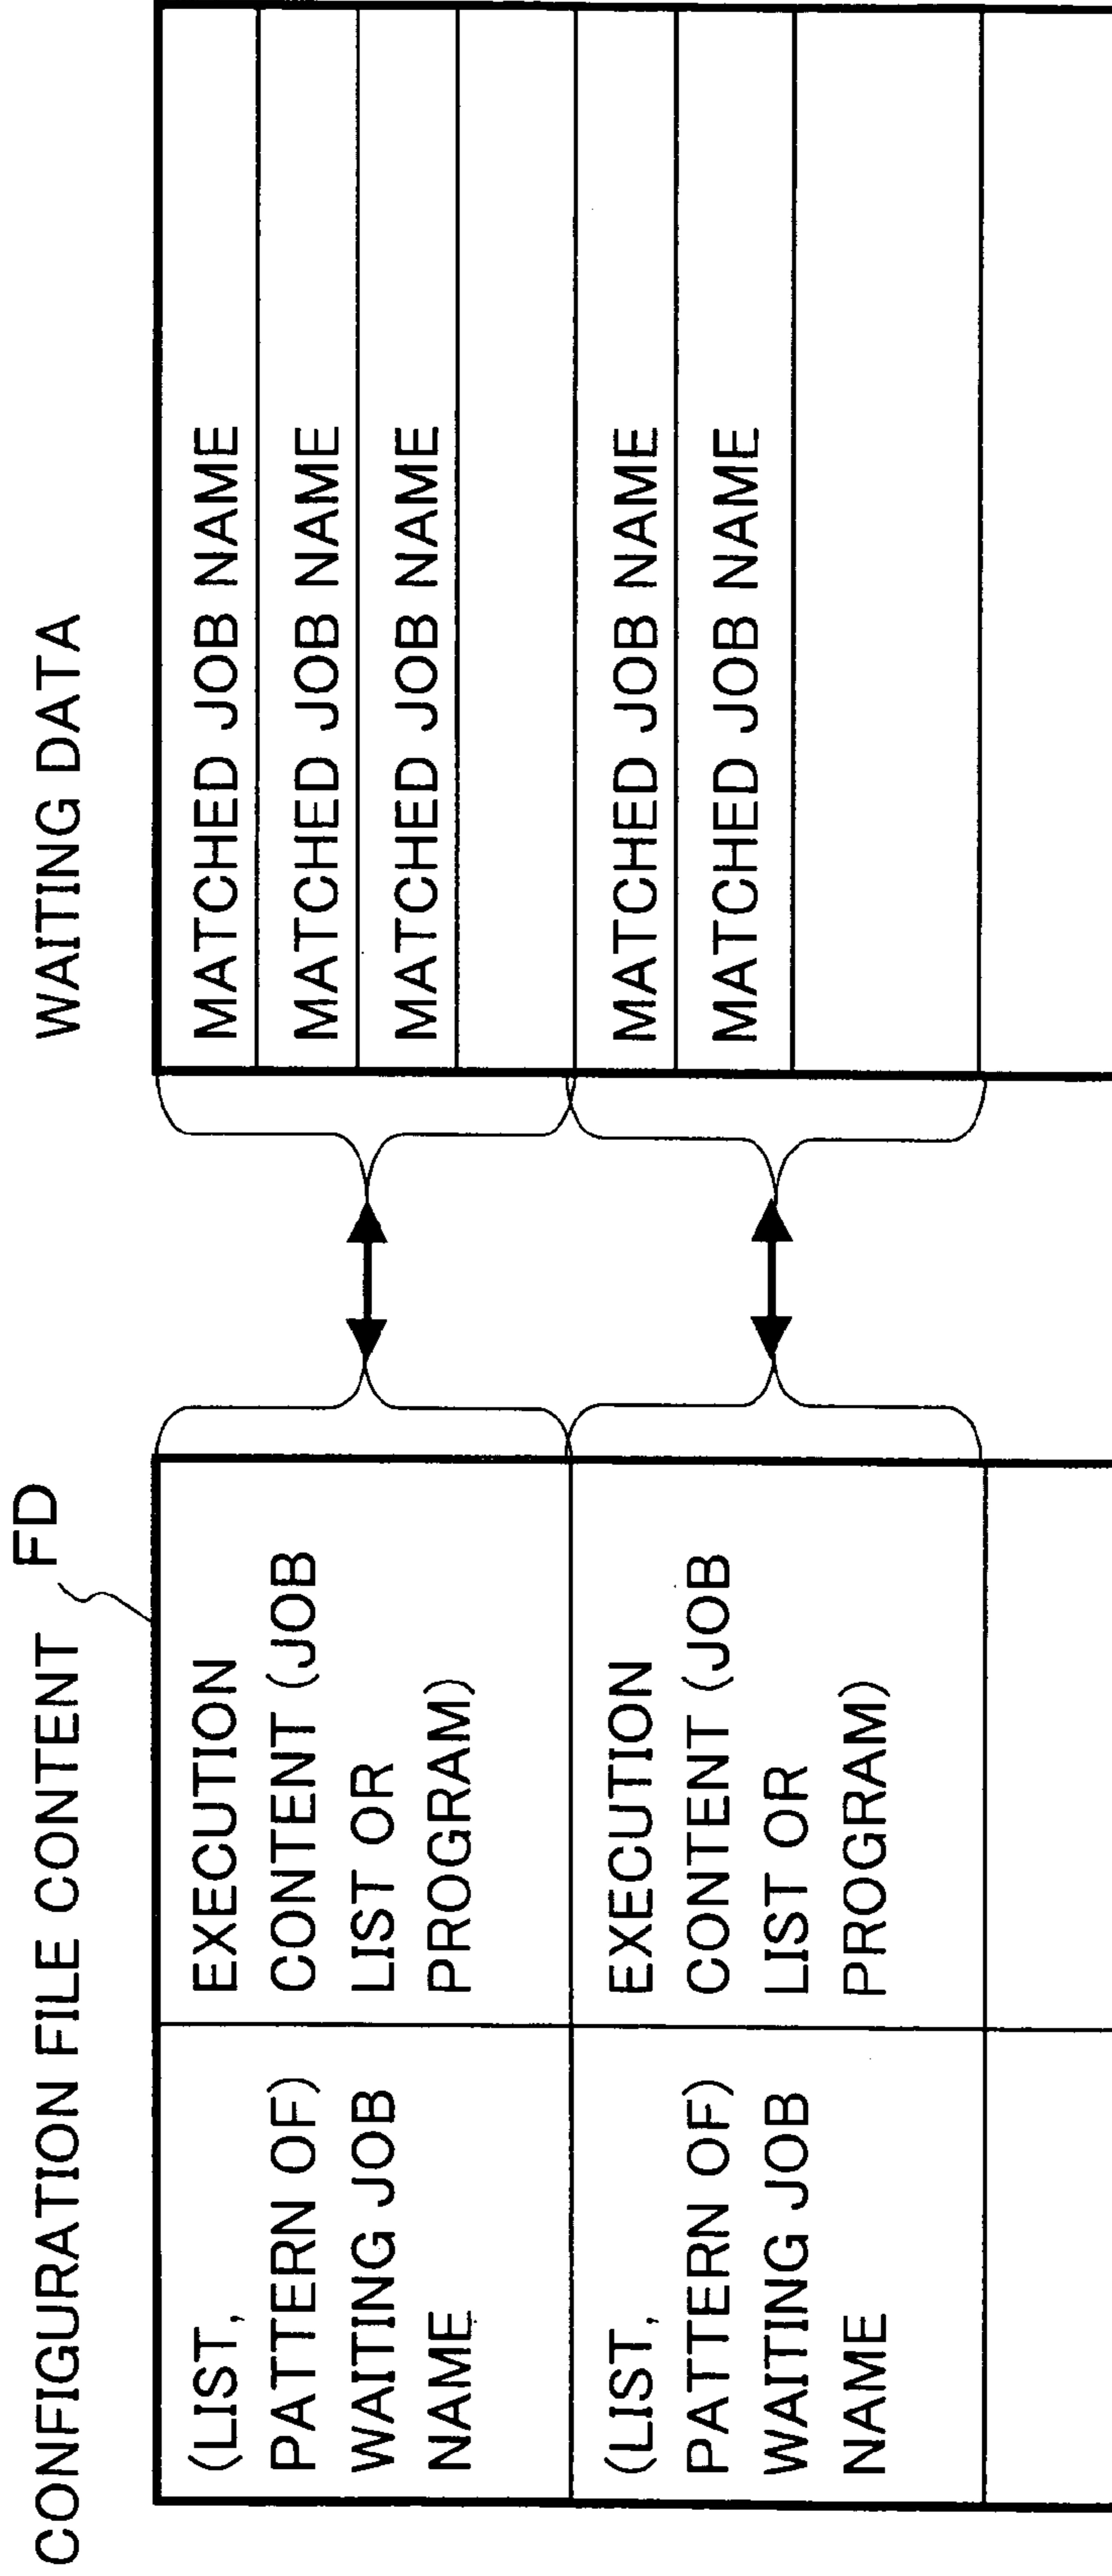 CONFIGURATION FILE CONTENT
FD
(LIST,
PATTERN OF)
WAITING JOB
NAME
EXECUTION
CONTENT (JOB
LIST OR
PROGRAM)
(LIST,
PATTERN OF)
WAITING JOB
NAME
EXECUTION
CONTENT (JOB
LIST OR
PROGRAM)
WAITING DATA
MATCHED JOB NAME
MATCHED JOB NAME
MATCHED JOB NAME
MATCHED JOB NAME
MATCHED JOB NAME